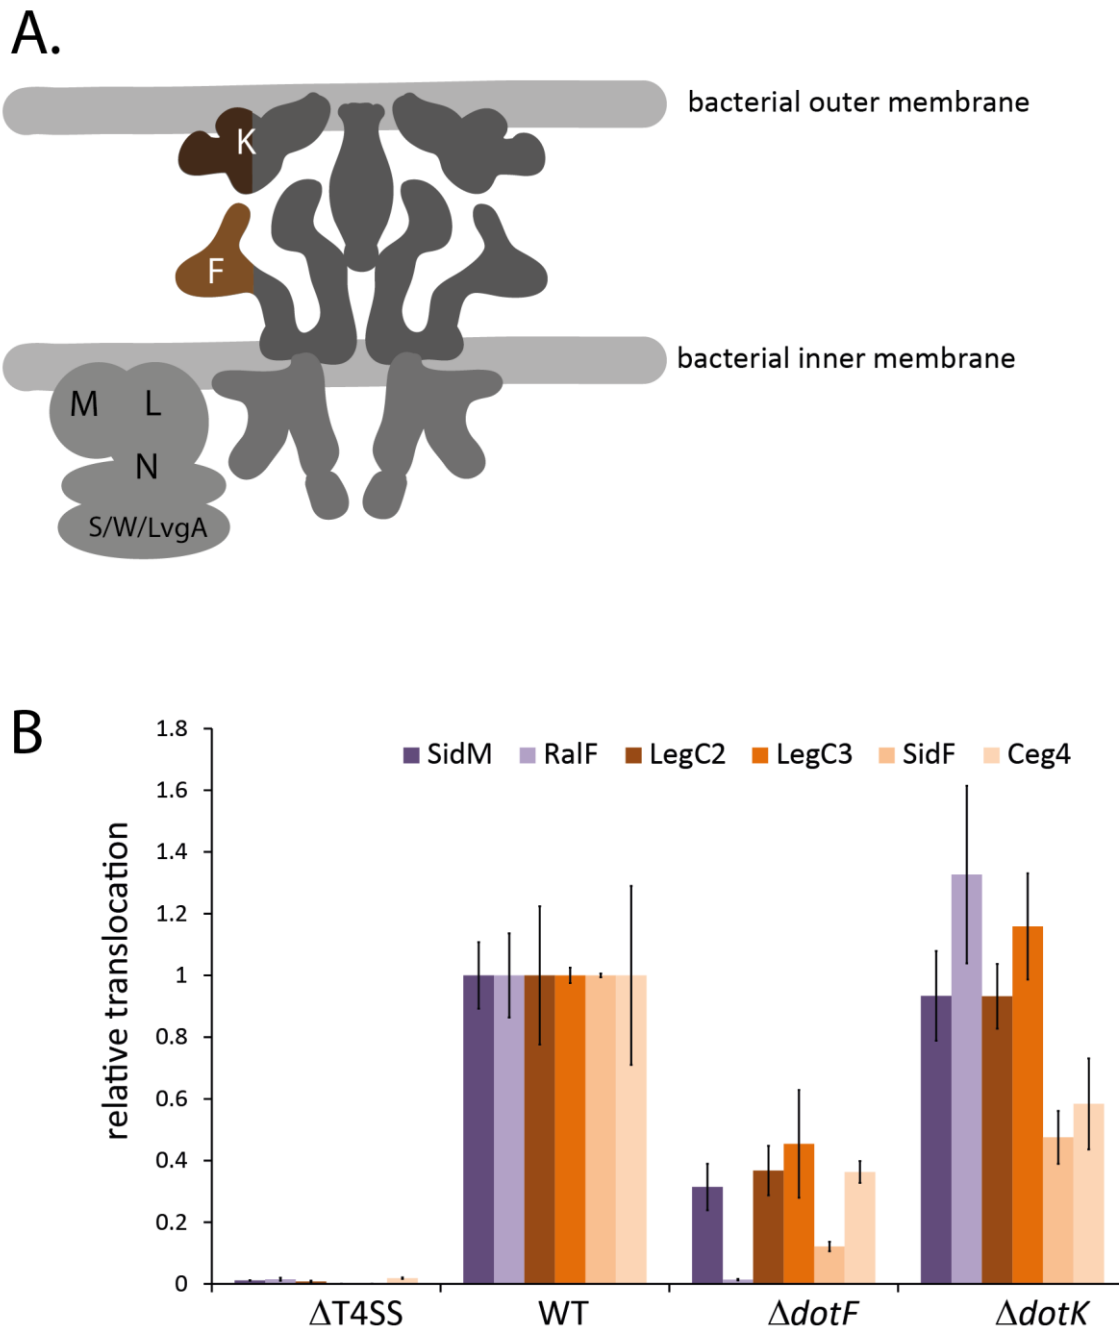 A.
bacterial outer membrane
K
F
bacterial inner membrane
M L
N
S/W/LvgA
B
SidM RalF LegC2 LegC3 SidF Ceg4
relative translocation
1.8
1.6
1.4
1.2
1
0.8
0.6
0.4
0.2
0
ΔT4SS WT ΔdotF ΔdotK